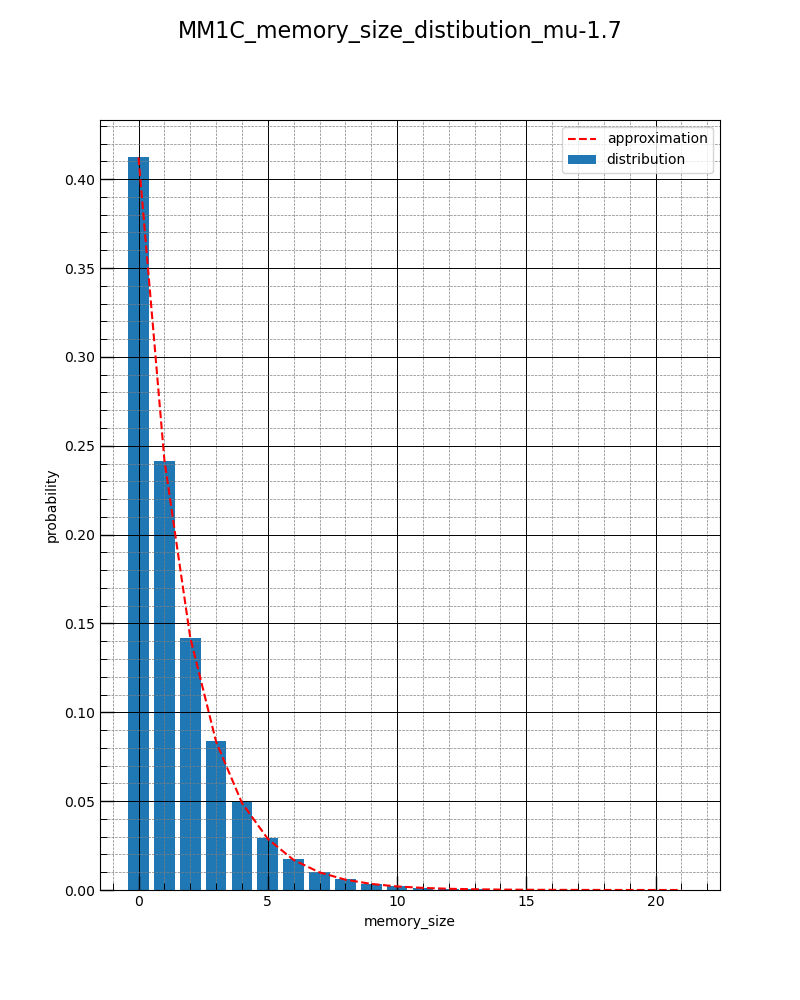 MM1C_memory_size_distibution_mu-1.7
approximation
distribution
0.40
0.35
0.30
0.25
0.20
0.15
0.10
0.05
0.00
probability
0 5 10 15 20
memory_size